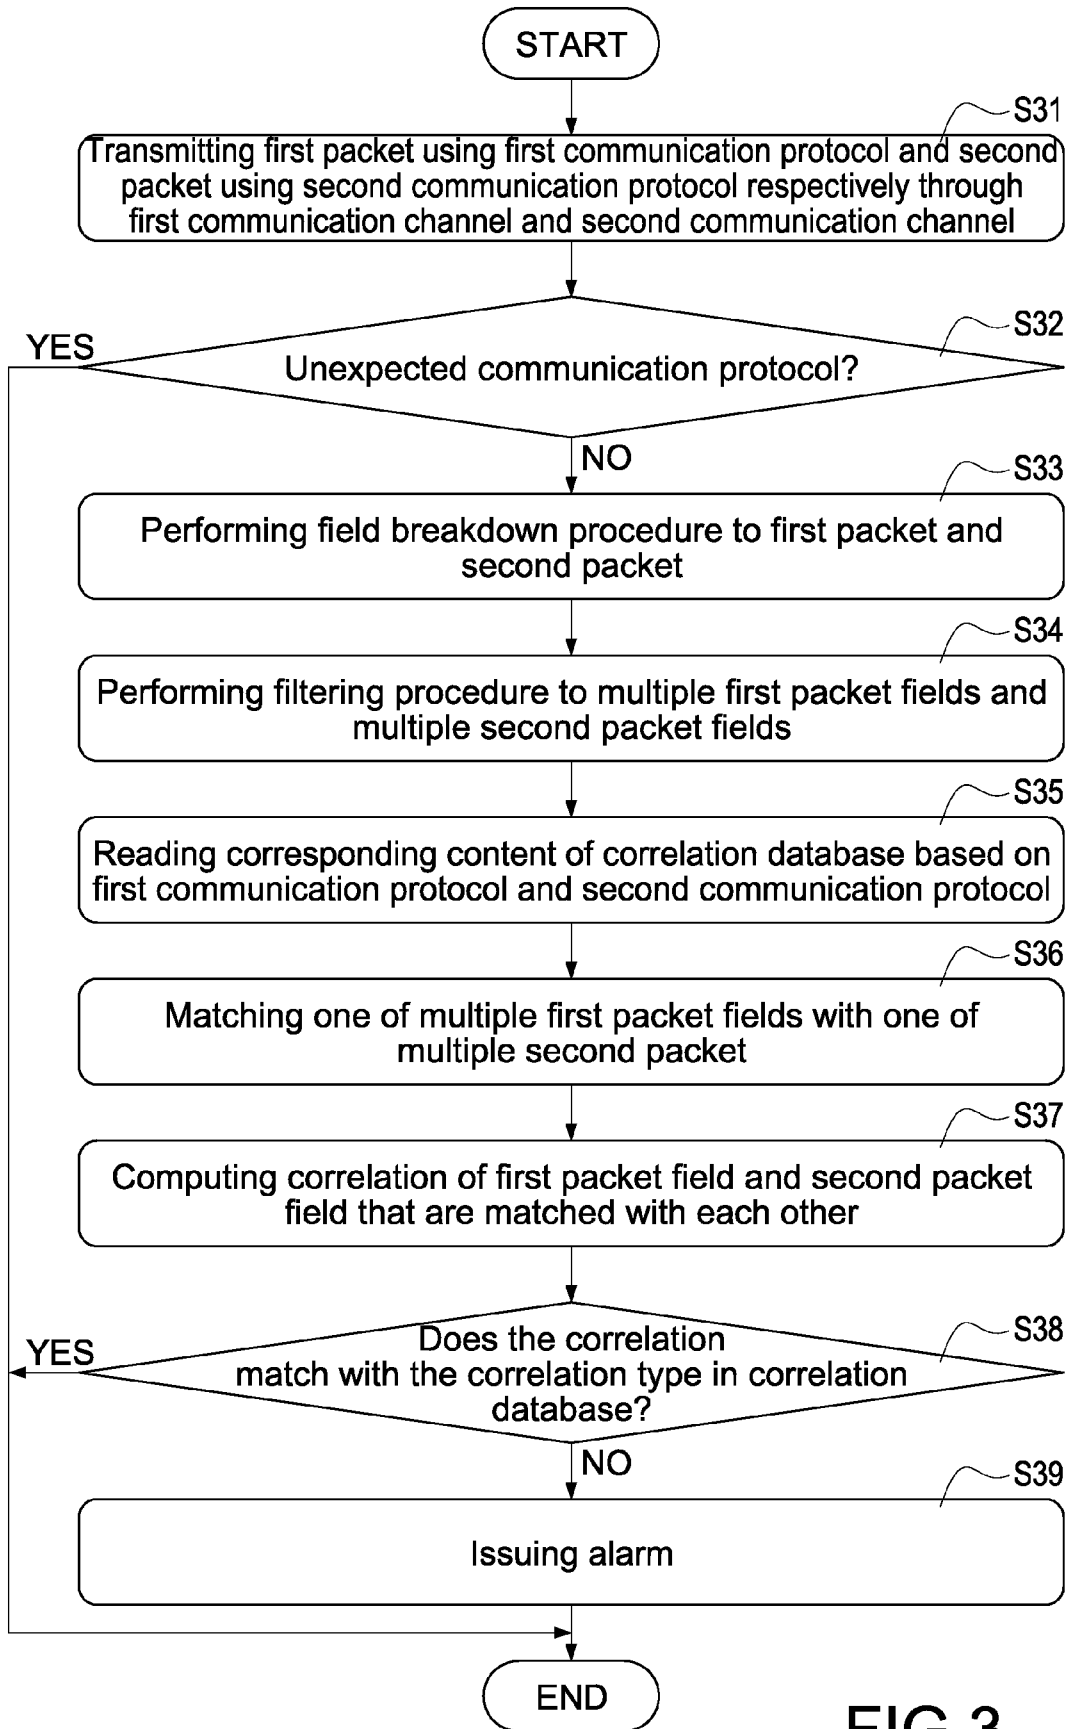 START
S31
Transmitting first packet using first communication protocol and second
packet using second communication protocol respectively through
first communication channel and second communication channel
S32
YES
Unexpected communication protocol?
NO
S33
Performing field breakdown procedure to first packet and
second packet
S34
Performing filtering procedure to multiple first packet fields and
multiple second packet fields
S35
Reading corresponding content of correlation database based on
first communication protocol and second communication protocol
S36
Matching one of multiple first packet fields with one of
multiple second packet
S37
Computing correlation of first packet field and second packet
field that are matched with each other
S38
YES
Does the correlation
match with the correlation type in correlation
database?
NO
S39
Issuing alarm
END
FIG.3